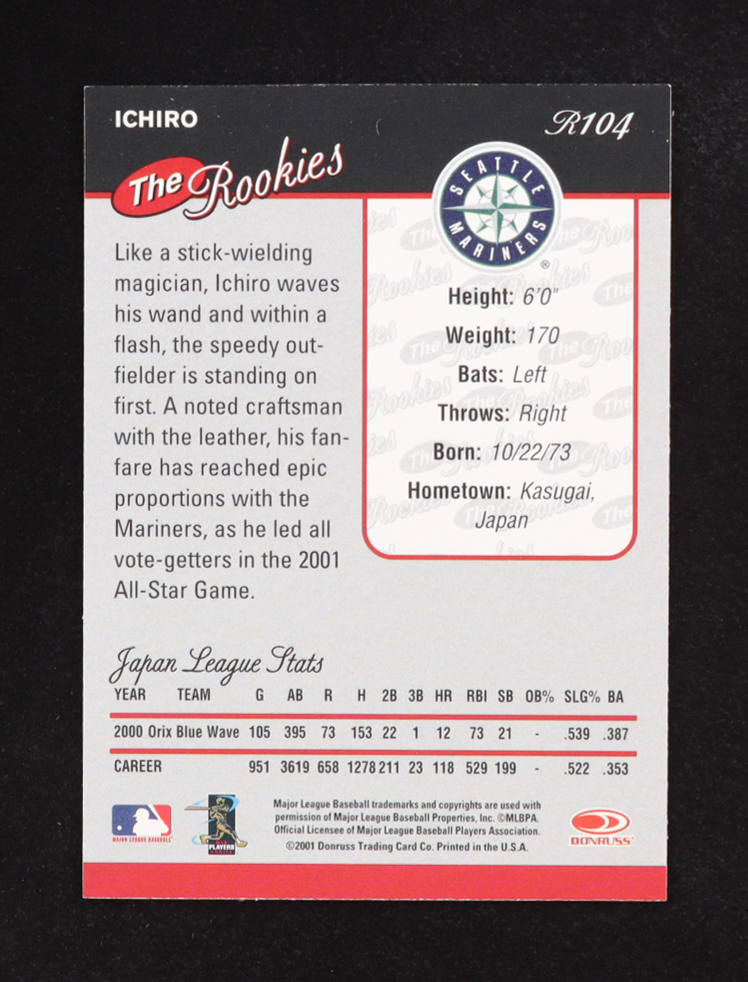 ICHIRO
R104
The Rookies
SEATTLE
MARINERS
®
Like a stick-wielding
magician, Ichiro waves
his wand and within a
flash, the speedy out-
fielder is standing on
first. A noted craftsman
with the leather, his fan-
fare has reached epic
proportions with the
Mariners, as he led all
vote-getters in the 2001
All-Star Game.
Height: 6'0"
Weight: 170
Bats: Left
Throws: Right
Born: 10/22/73
Hometown: Kasugai,
Japan
Japan League Stats
YEAR TEAM G AB R H 2B 3B HR RBI SB OB% SLG% BA
2000 Orix Blue Wave 105 395 73 153 22 1 12 73 21 - .539 .387
CAREER 951 3619 658 1278 211 23 118 529 199 - .522 .353
MAJOR LEAGUE BASEBALL
PLAYERS
Major League Baseball trademarks and copyrights are used with
permission of Major League Baseball Properties, Inc. ©MLBPA.
Official Licensee of Major League Baseball Players Association.
©2001 Donruss Trading Card Co. Printed in the U.S.A.
DONRUSS